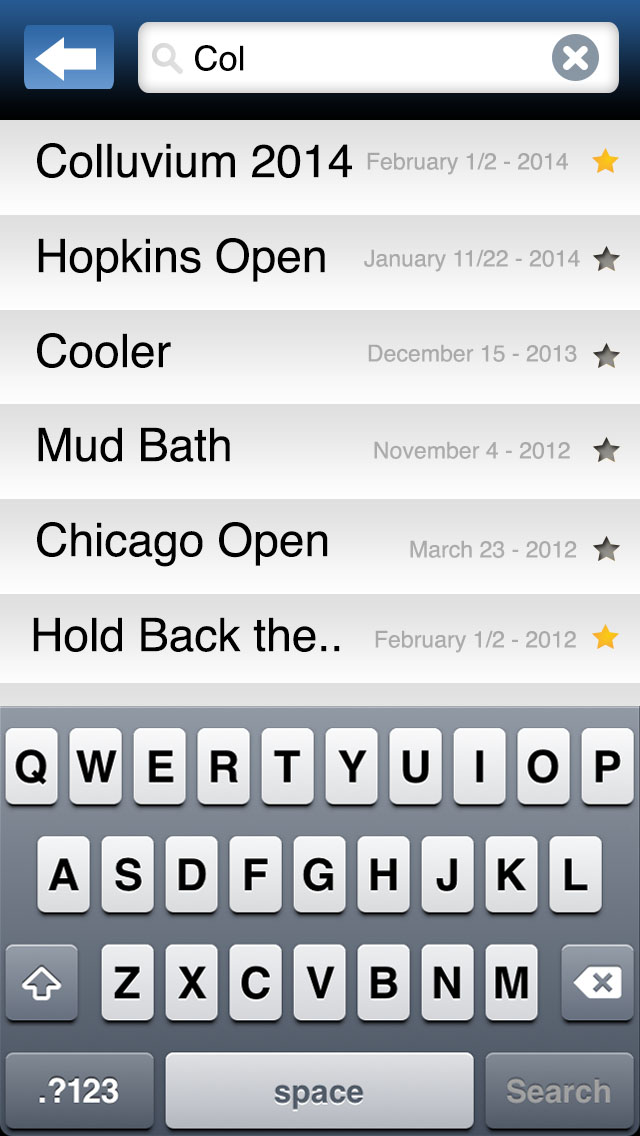 Col
Colluvium 2014 February 1/2 - 2014
Hopkins Open January 11/22 - 2014
Cooler December 15 - 2013
Mud Bath November 4 - 2012
Chicago Open March 23 - 2012
Hold Back the.. February 1/2 - 2012
Q W E R T Y U I O P
A S D F G H J K L
Z X C V B N M
.?123 space Search